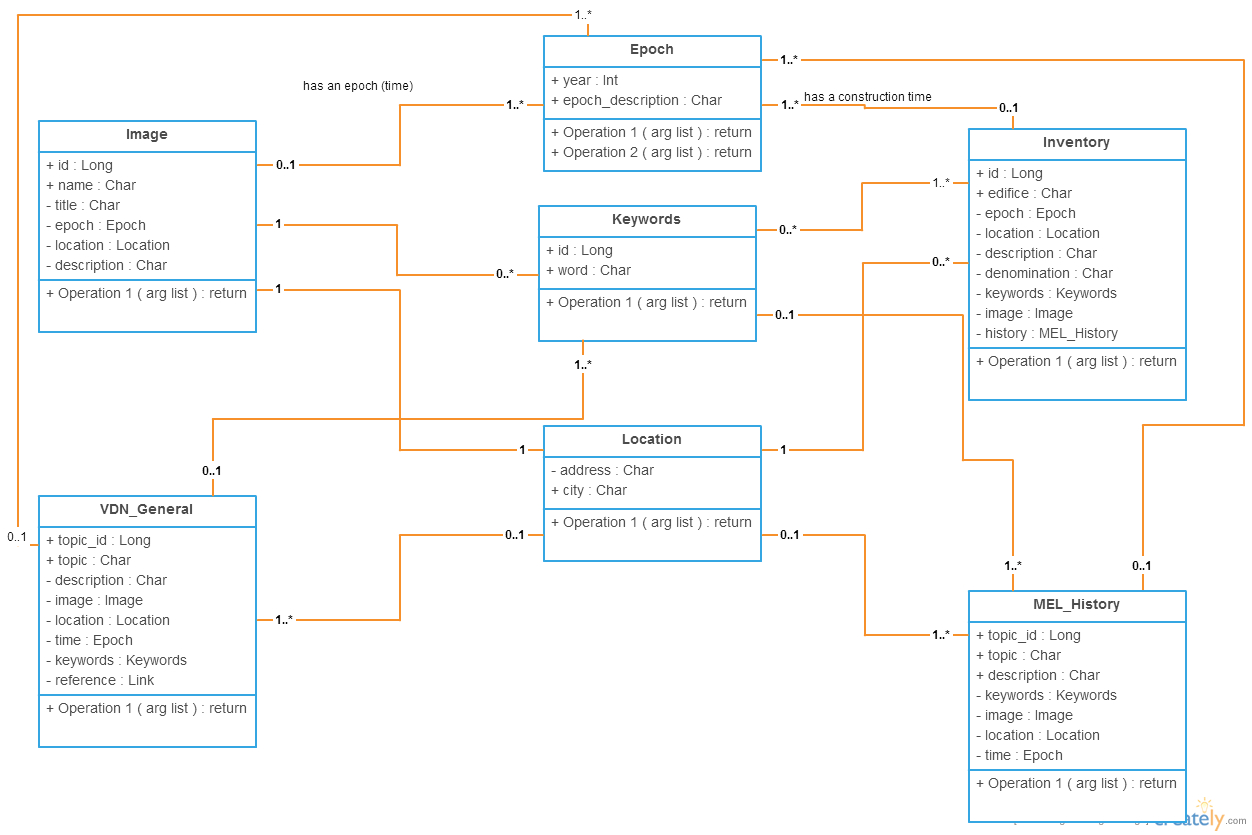 1..*
Epoch
+ year : Int
+ epoch_description : Char
+ Operation 1 ( arg list ) : return
+ Operation 2 ( arg list ) : return
1..*
has an epoch (time)
1..*
1..*
has a construction time
0..1
Image
+ id : Long
+ name : Char
- title : Char
- epoch : Epoch
- location : Location
- description : Char
+ Operation 1 ( arg list ) : return
0..1
1
1
Inventory
+ id : Long
+ edifice : Char
- epoch : Epoch
- location : Location
- description : Char
- denomination : Char
- keywords : Keywords
- image : Image
- history : MEL_History
+ Operation 1 ( arg list ) : return
1..*
0..*
Keywords
+ id : Long
+ word : Char
+ Operation 1 ( arg list ) : return
0..*
0..*
0..1
1..*
Location
- address : Char
+ city : Char
+ Operation 1 ( arg list ) : return
1
1
0..1
0..1
0..1
0..1
VDN_General
+ topic_id : Long
+ topic : Char
- description : Char
- image : Image
- location : Location
- time : Epoch
- keywords : Keywords
- reference : Link
+ Operation 1 ( arg list ) : return
1..*
1..*
0..1
1..*
MEL_History
+ topic_id : Long
+ topic : Char
+ description : Char
- keywords : Keywords
- image : Image
- location : Location
- time : Epoch
+ Operation 1 ( arg list ) : return
creately.com